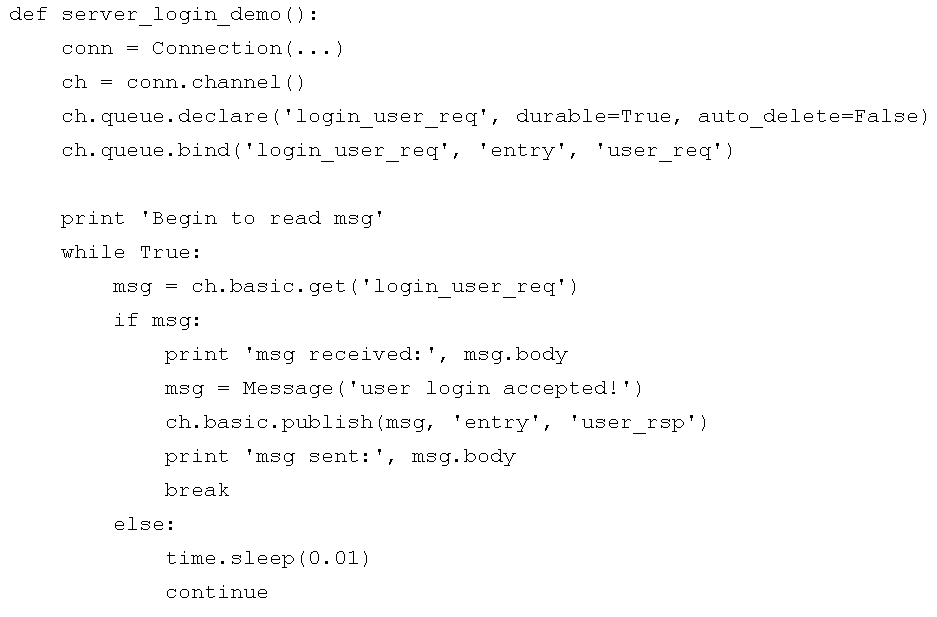 def server_login_demo():
    conn = Connection(...)
    ch = conn.channel()
    ch.queue.declare('login_user_req', durable=True, auto_delete=False)
    ch.queue.bind('login_user_req', 'entry', 'user_req')

    print 'Begin to read msg'
    while True:
        msg = ch.basic.get('login_user_req')
        if msg:
            print 'msg received:', msg.body
            msg = Message('user login accepted!')
            ch.basic.publish(msg, 'entry', 'user_rsp')
            print 'msg sent:', msg.body
            break
        else:
            time.sleep(0.01)
            continue